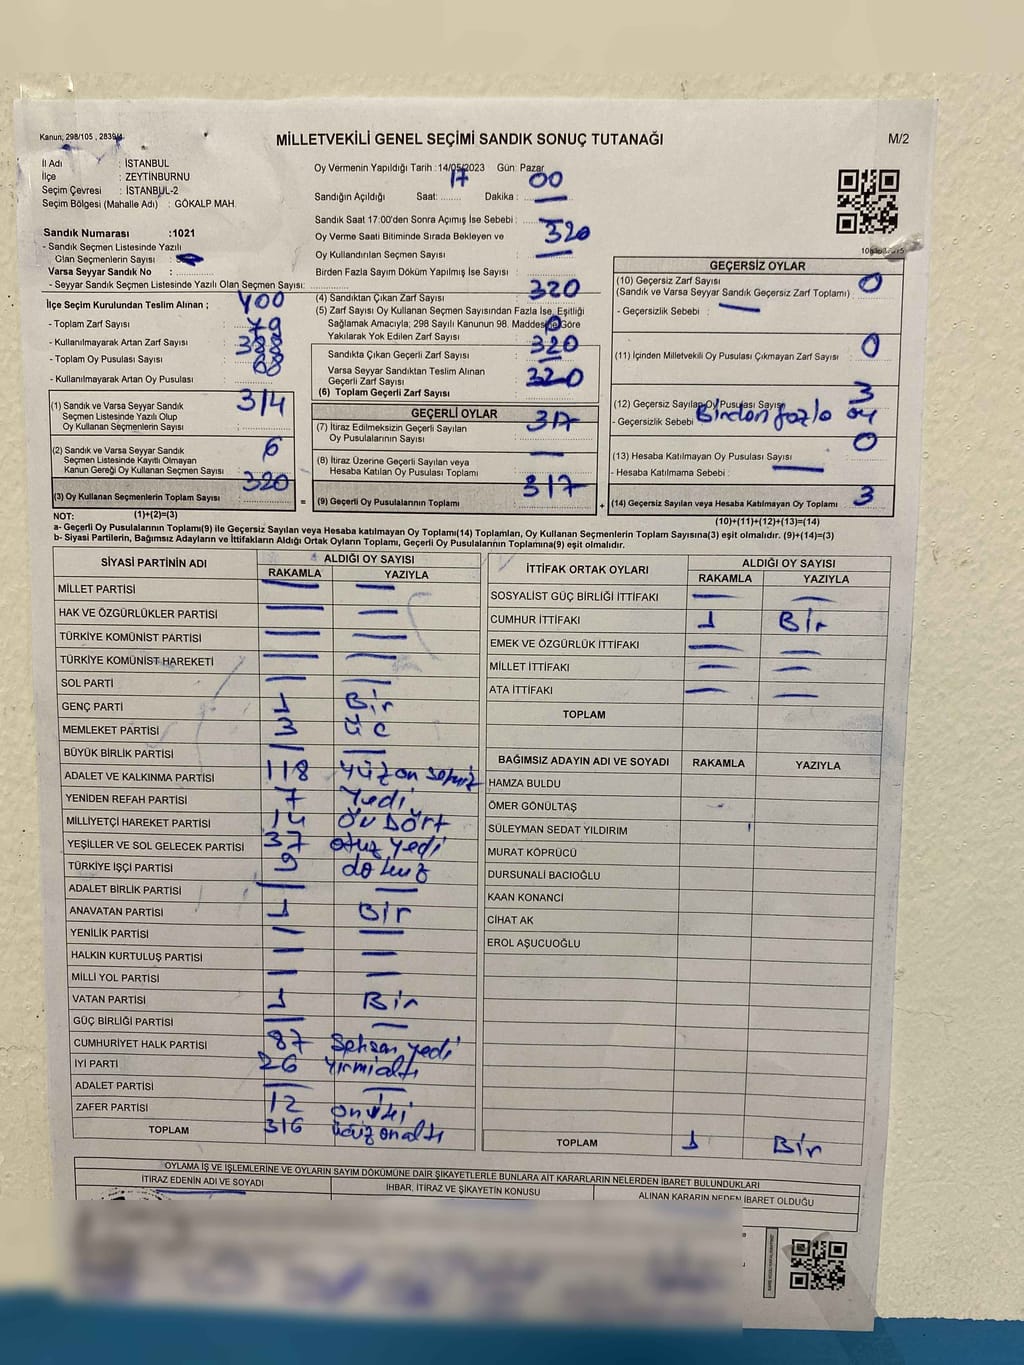 Kanun; 298/105 , 2839/4
MİLLETVEKİLİ GENEL SEÇİMİ SANDIK SONUÇ TUTANAĞI
M/2
İl Adı : İSTANBUL
İlçe : ZEYTİNBURNU
Seçim Çevresi : İSTANBUL-2
Seçim Bölgesi (Mahalle Adı) : GÖKALP MAH.
Sandık Numarası :1021
- Sandık Seçmen Listesinde Yazılı
Olan Seçmenlerin Sayısı :
Varsa Seyyar Sandık No :
- Seyyar Sandık Seçmen Listesinde Yazılı Olan Seçmen Sayısı:
Oy Vermenin Yapıldığı Tarih : 14/05/2023 Gün: Pazar
Sandığın Açıldığı Saat: 17 Dakika : 00
Sandık Saat 17:00'den Sonra Açılmış İse Sebebi : —
Oy Verme Saati Bitiminde Sırada Bekleyen ve
Oy Kullandırılan Seçmen Sayısı : 320
Birden Fazla Sayım Döküm Yapılmış İse Sayısı : —
İlçe Seçim Kurulundan Teslim Alınan ;
- Toplam Zarf Sayısı : 400
- Kullanılmayarak Artan Zarf Sayısı : 79
- Toplam Oy Pusulası Sayısı : 388
- Kullanılmayarak Artan Oy Pusulası : 68
(1) Sandık ve Varsa Seyyar Sandık
Seçmen Listesinde Yazılı Olup
Oy Kullanan Seçmenlerin Sayısı : 314
(2) Sandık ve Varsa Seyyar Sandık
Seçmen Listesinde Kayıtlı Olmayan
Kanun Gereği Oy Kullanan Seçmen Sayısı : 6
(3) Oy Kullanan Seçmenlerin Toplam Sayısı : 320
(1)+(2)=(3)
(4) Sandıktan Çıkan Zarf Sayısı : 320
(5) Zarf Sayısı Oy Kullanan Seçmen Sayısından Fazla İse, Eşitliği
Sağlamak Amacıyla; 298 Sayılı Kanunun 98. Maddesine Göre
Yakılarak Yok Edilen Zarf Sayısı : 0
Sandıkta Çıkan Geçerli Zarf Sayısı : 320
Varsa Seyyar Sandıktan Teslim Alınan
Geçerli Zarf Sayısı : —
(6) Toplam Geçerli Zarf Sayısı : 320
GEÇERLİ OYLAR
(7) İtiraz Edilmeksizin Geçerli Sayılan
Oy Pusulalarının Sayısı : 317
(8) İtiraz Üzerine Geçerli Sayılan veya
Hesaba Katılan Oy Pusulası Toplamı : —
= (9) Geçerli Oy Pusulalarının Toplamı : 317
GEÇERSİZ OYLAR
(10) Geçersiz Zarf Sayısı
(Sandık ve Varsa Seyyar Sandık Geçersiz Zarf Toplamı) : 0
- Geçersizlik Sebebi : —
(11) İçinden Milletvekili Oy Pusulası Çıkmayan Zarf Sayısı : 0
(12) Geçersiz Sayılan Oy Pusulası Sayısı : 3
- Geçersizlik Sebebi : Birden fazla oy
(13) Hesaba Katılmayan Oy Pusulası Sayısı : 0
- Hesaba Katılmama Sebebi : —
+ (14) Geçersiz Sayılan veya Hesaba Katılmayan Oy Toplamı : 3
(10)+(11)+(12)+(13)=(14)
NOT:
a- Geçerli Oy Pusulalarının Toplamı(9) ile Geçersiz Sayılan veya Hesaba katılmayan Oy Toplamı(14) Toplamları, Oy Kullanan Seçmenlerin Toplam Sayısına(3) eşit olmalıdır. (9)+(14)=(3)
b- Siyasi Partilerin, Bağımsız Adayların ve İttifakların Aldığı Ortak Oyların Toplamı, Geçerli Oy Pusulalarının Toplamına(9) eşit olmalıdır.
SİYASİ PARTİNİN ADI ALDIĞI OY SAYISI
RAKAMLA YAZIYLA
MİLLET PARTİSİ — —
HAK VE ÖZGÜRLÜKLER PARTİSİ — —
TÜRKİYE KOMÜNİST PARTİSİ — —
TÜRKİYE KOMÜNİST HAREKETİ — —
SOL PARTİ — —
GENÇ PARTİ 1 Bir
MEMLEKET PARTİSİ 3 üç
BÜYÜK BİRLİK PARTİSİ — —
ADALET VE KALKINMA PARTİSİ 118 yüz on sekiz
YENİDEN REFAH PARTİSİ 7 Yedi
MİLLİYETÇİ HAREKET PARTİSİ 14 On Dört
YEŞİLLER VE SOL GELECEK PARTİSİ 37 otuz yedi
TÜRKİYE İŞÇİ PARTİSİ 9 dokuz
ADALET BİRLİK PARTİSİ — —
ANAVATAN PARTİSİ 1 Bir
YENİLİK PARTİSİ — —
HALKIN KURTULUŞ PARTİSİ — —
MİLLİ YOL PARTİSİ — —
VATAN PARTİSİ 1 Bir
GÜÇ BİRLİĞİ PARTİSİ — —
CUMHURİYET HALK PARTİSİ 87 Seksen yedi
İYİ PARTİ 26 Yirmi altı
ADALET PARTİSİ — —
ZAFER PARTİSİ 12 on iki
TOPLAM 316 üçyüz onaltı
İTTİFAK ORTAK OYLARI ALDIĞI OY SAYISI
RAKAMLA YAZIYLA
SOSYALİST GÜÇ BİRLİĞİ İTTİFAKI — —
CUMHUR İTTİFAKI 1 Bir
EMEK VE ÖZGÜRLÜK İTTİFAKI — —
MİLLET İTTİFAKI — —
ATA İTTİFAKI — —
TOPLAM
BAĞIMSIZ ADAYIN ADI VE SOYADI RAKAMLA YAZIYLA
HAMZA BULDU
ÖMER GÖNÜLTAŞ
SÜLEYMAN SEDAT YILDIRIM
MURAT KÖPRÜCÜ
DURSUNALİ BACIOĞLU
KAAN KONANCİ
CİHAT AK
EROL AŞUCUOĞLU
TOPLAM 1 Bir
OYLAMA İŞ VE İŞLEMLERİNE VE OYLARIN SAYIM DÖKÜMÜNE DAİR ŞİKAYETLERLE BUNLARA AİT KARARLARIN NELERDEN İBARET BULUNDUKLARI
İTİRAZ EDENİN ADI VE SOYADI İHBAR, İTİRAZ VE ŞİKAYETİN KONUSU ALINAN KARARIN NEDEN İBARET OLDUĞU